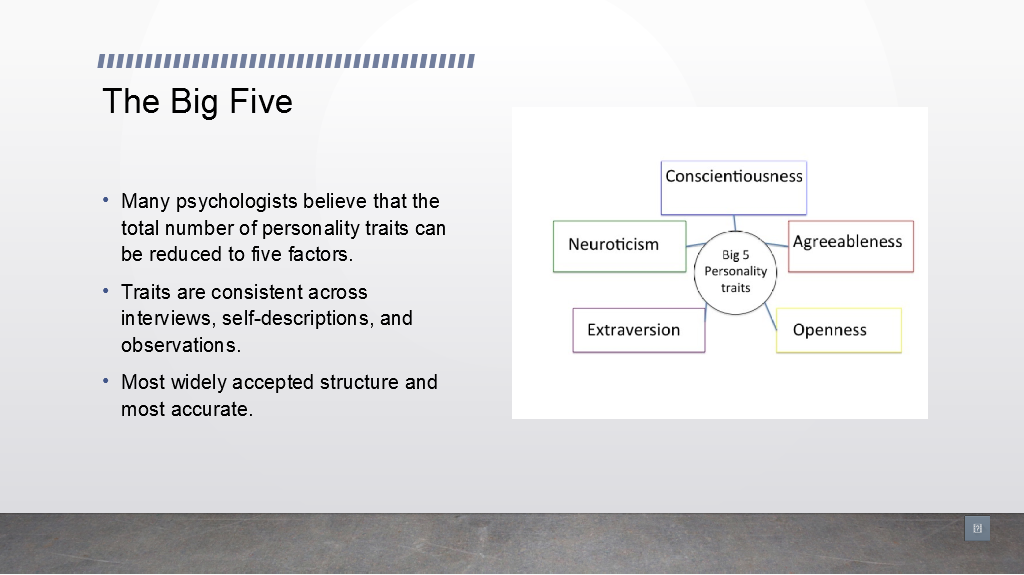 The Big Five
• Many psychologists believe that the
total number of personality traits can
be reduced to five factors.
• Traits are consistent across
interviews, self-descriptions, and
observations.
• Most widely accepted structure and
most accurate.
Conscientiousness
Neuroticism
Agreeableness
Big 5
Personality
traits
Extraversion
Openness